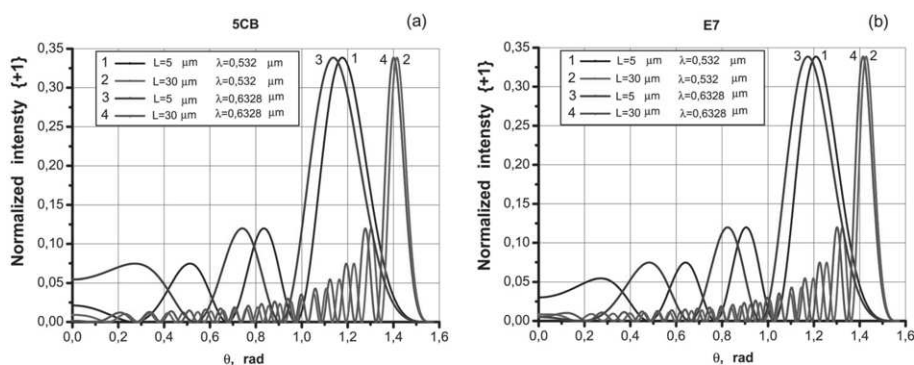 5CB
(a)
Normalized intensty {+1}
0,35
0,30
0,25
0,20
0,15
0,10
0,05
0,00
1 L=5 µm λ=0,532 µm
2 L=30 µm λ=0,532 µm
3 L=5 µm λ=0,6328 µm
4 L=30 µm λ=0,6328 µm
3 1 4 2
0,0 0,2 0,4 0,6 0,8 1,0 1,2 1,4 1,6
θ, rad
E7
(b)
Normalized intensity {+1}
0,35
0,30
0,25
0,20
0,15
0,10
0,05
0,00
1 L=5 µm λ=0,532 µm
2 L=30 µm λ=0,532 µm
3 L=5 µm λ=0,6328 µm
4 L=30 µm λ=0,6328 µm
3 1 4 2
0,0 0,2 0,4 0,6 0,8 1,0 1,2 1,4 1,6
θ, rad